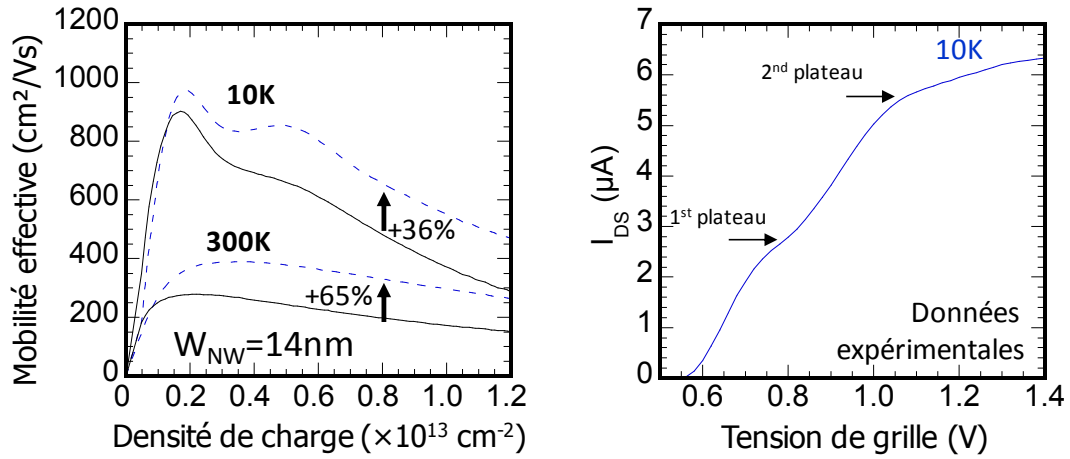 1200
1000
800
600
400
200
0
0 0.2 0.4 0.6 0.8 1.0 1.2
Mobilité effective (cm²/Vs)
Densité de charge (×10¹³ cm⁻²)
10K
+36%
300K
+65%
W_NW=14nm
7
6
5
4
3
2
1
0
0.6 0.8 1.0 1.2 1.4
I_DS (µA)
Tension de grille (V)
10K
2nd plateau
1st plateau
Données
expérimentales